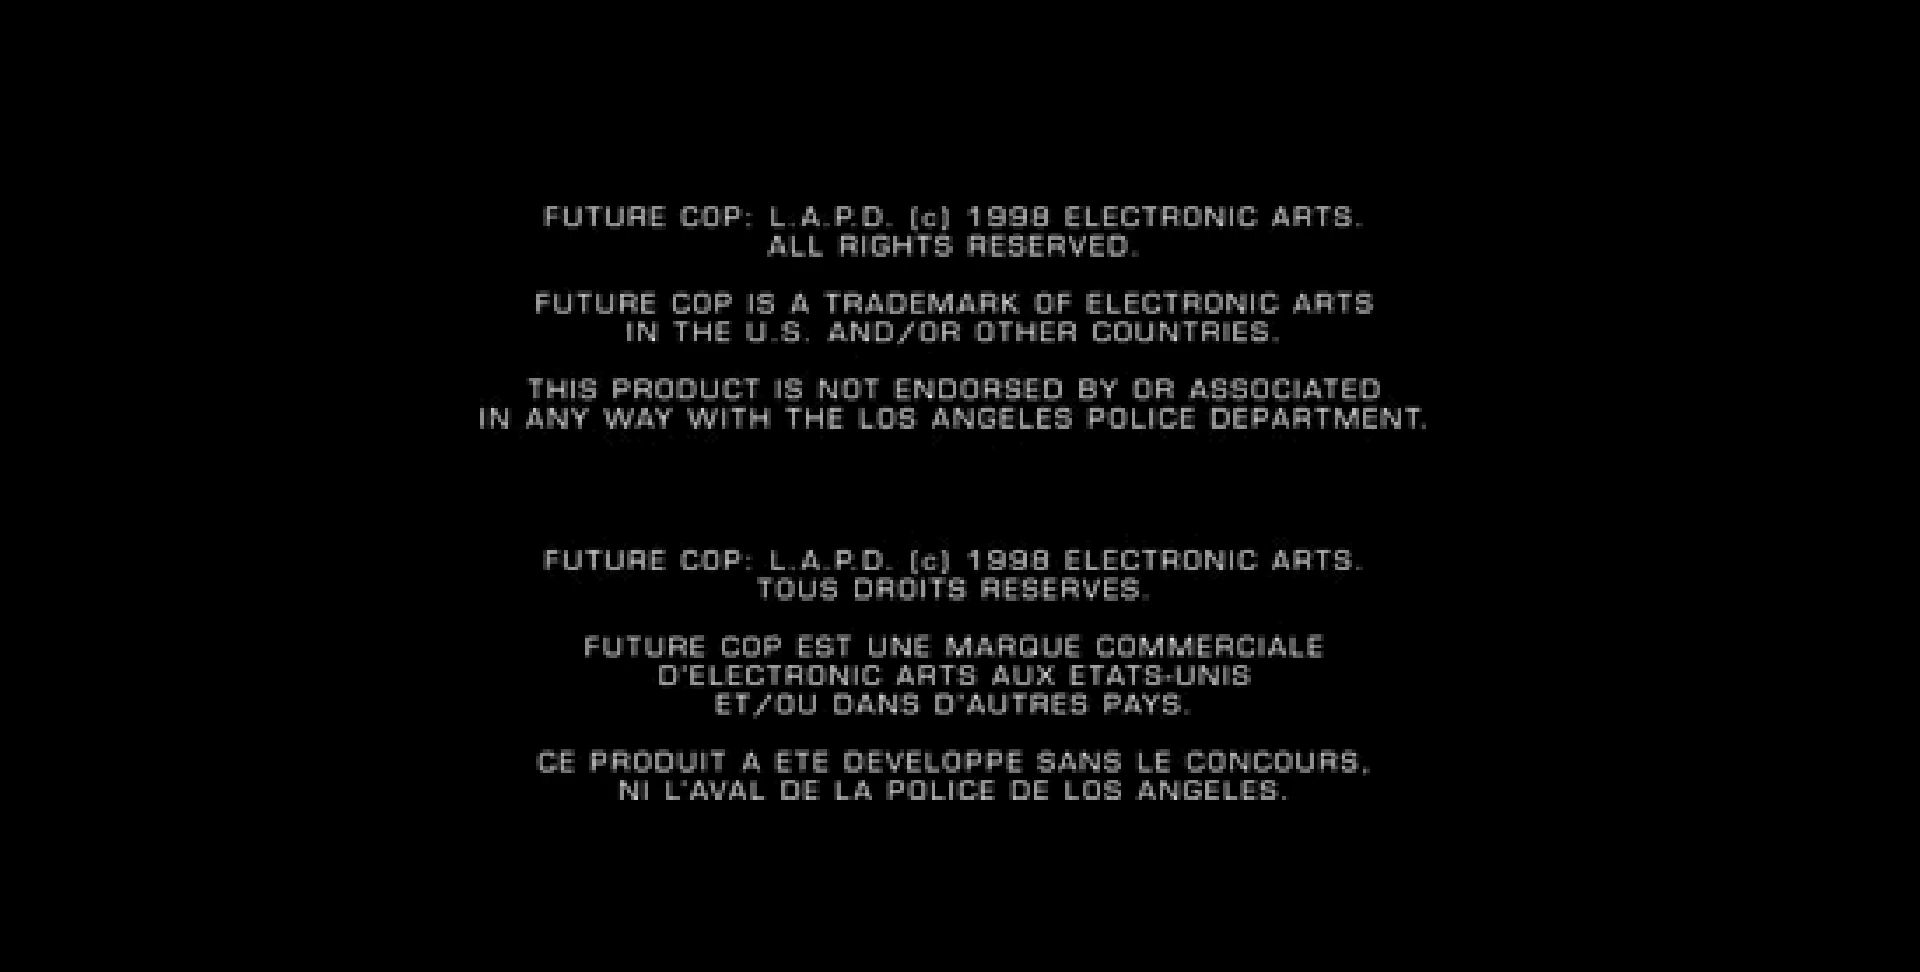 FUTURE COP: L.A.P.D. (c) 1998 ELECTRONIC ARTS.
ALL RIGHTS RESERVED.
FUTURE COP IS A TRADEMARK OF ELECTRONIC ARTS
IN THE U.S. AND/OR OTHER COUNTRIES.
THIS PRODUCT IS NOT ENDORSED BY OR ASSOCIATED
IN ANY WAY WITH THE LOS ANGELES POLICE DEPARTMENT.
FUTURE COP: L.A.P.D. (c) 1998 ELECTRONIC ARTS.
TOUS DROITS RESERVES.
FUTURE COP EST UNE MARQUE COMMERCIALE
D'ELECTRONIC ARTS AUX ETATS-UNIS
ET/OU DANS D'AUTRES PAYS.
CE PRODUIT A ETE DEVELOPPE SANS LE CONCOURS,
NI L'AVAL DE LA POLICE DE LOS ANGELES.